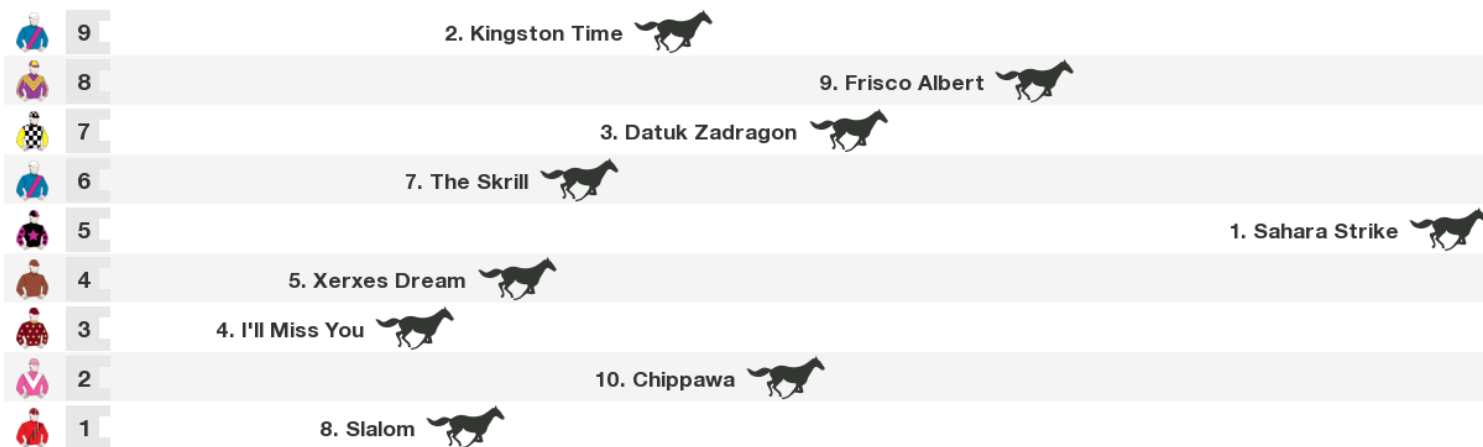 9 2. Kingston Time
8 9. Frisco Albert
7 3. Datuk Zadragon
6 7. The Skrill
5 1. Sahara Strike
4 5. Xerxes Dream
3 4. I'll Miss You
2 10. Chippawa
1 8. Slalom